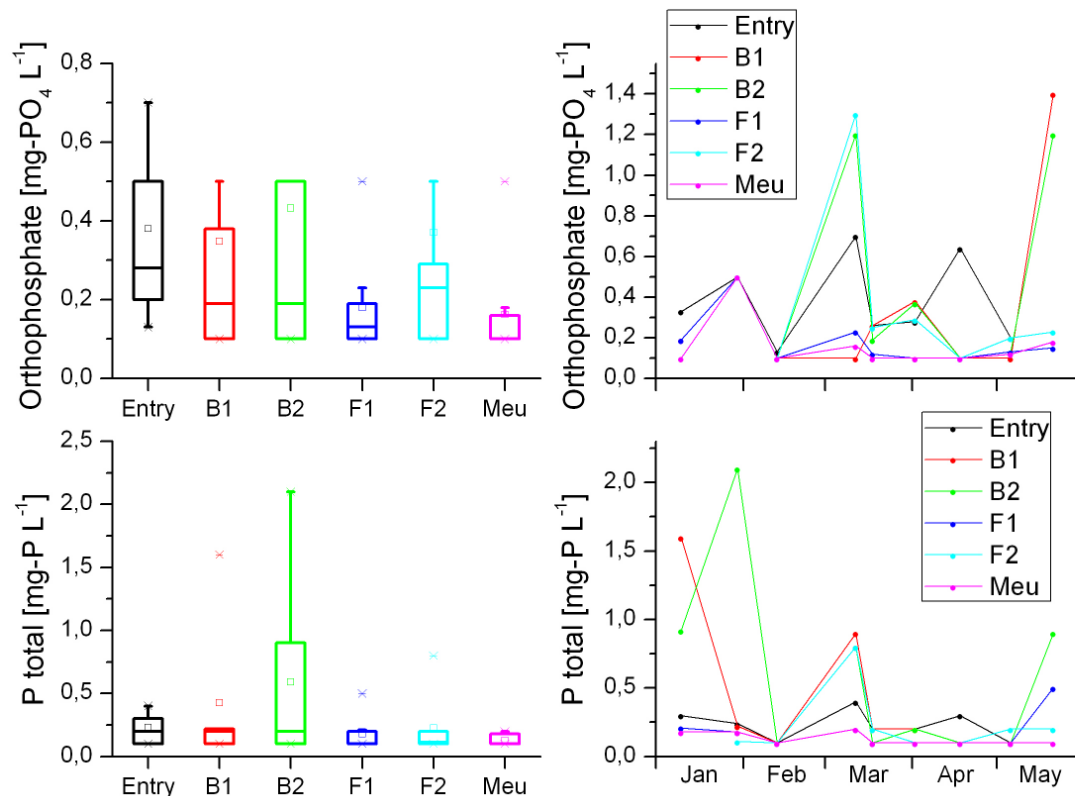 Orthophosphate [mg-PO4 L-1]
0,8
0,6
0,4
0,2
0,0
Entry B1 B2 F1 F2 Meu
Entry
B1
B2
F1
F2
Meu
Orthophosphate [mg-PO4 L-1]
1,4
1,2
1,0
0,8
0,6
0,4
0,2
0,0
P total [mg-P L-1]
2,5
2,0
1,5
1,0
0,5
0,0
Entry B1 B2 F1 F2 Meu
Entry
B1
B2
F1
F2
Meu
P total [mg-P L-1]
2,0
1,5
1,0
0,5
0,0
Jan Feb Mar Apr May